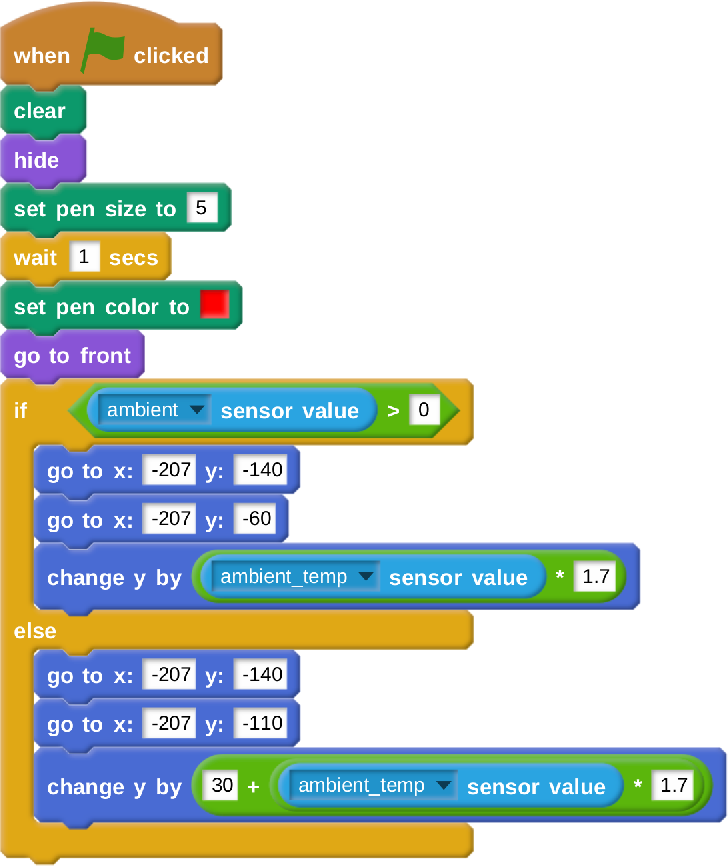 when clicked
clear
hide
set pen size to 5
wait 1 secs
set pen color to
go to front
if ambient sensor value > 0
go to x: -207 y: -140
go to x: -207 y: -60
change y by ambient_temp sensor value * 1.7
else
go to x: -207 y: -140
go to x: -207 y: -110
change y by 30 + ambient_temp sensor value * 1.7